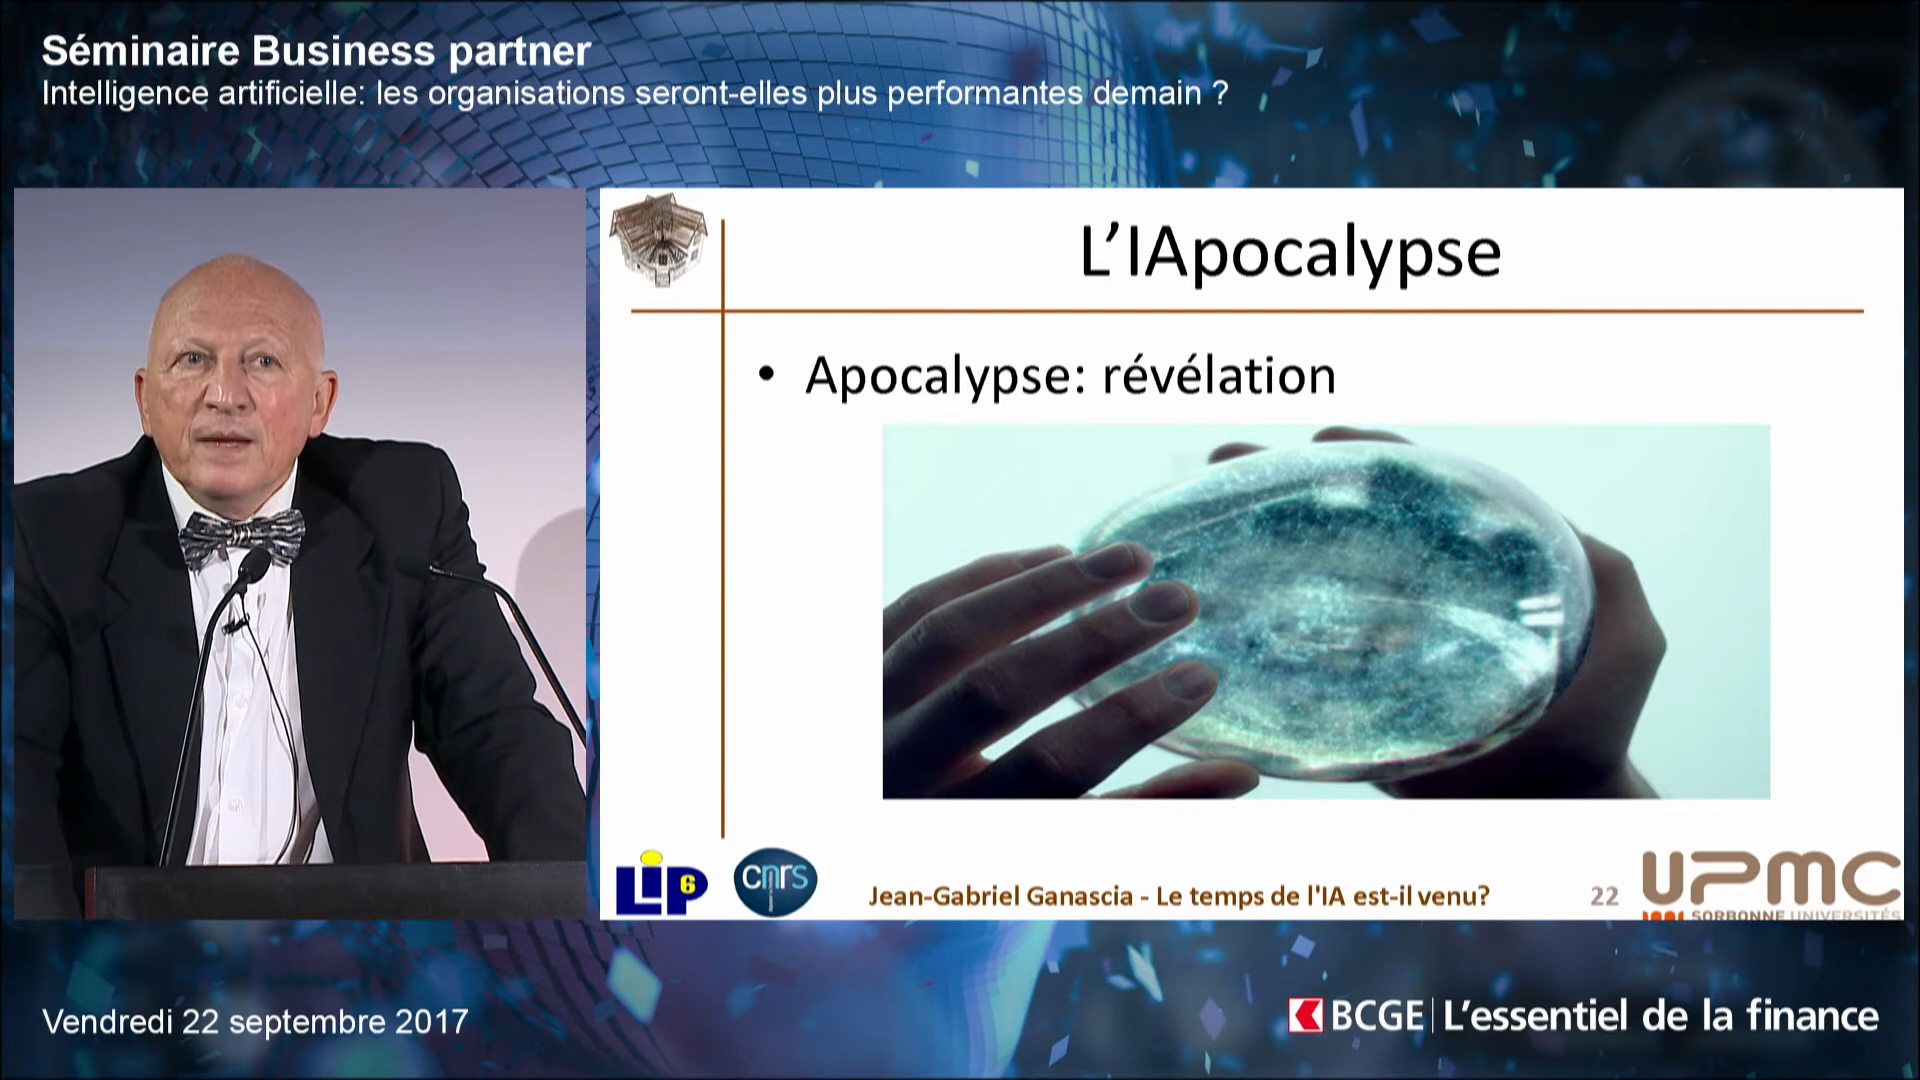 Séminaire Business partner
Intelligence artificielle: les organisations seront-elles plus performantes demain ?
L'IApocalypse
• Apocalypse: révélation
LIP6
cnrs
Jean-Gabriel Ganascia - Le temps de l'IA est-il venu?
22
UPMC
SORBONNE UNIVERSITÉS
Vendredi 22 septembre 2017
BCGE | L'essentiel de la finance